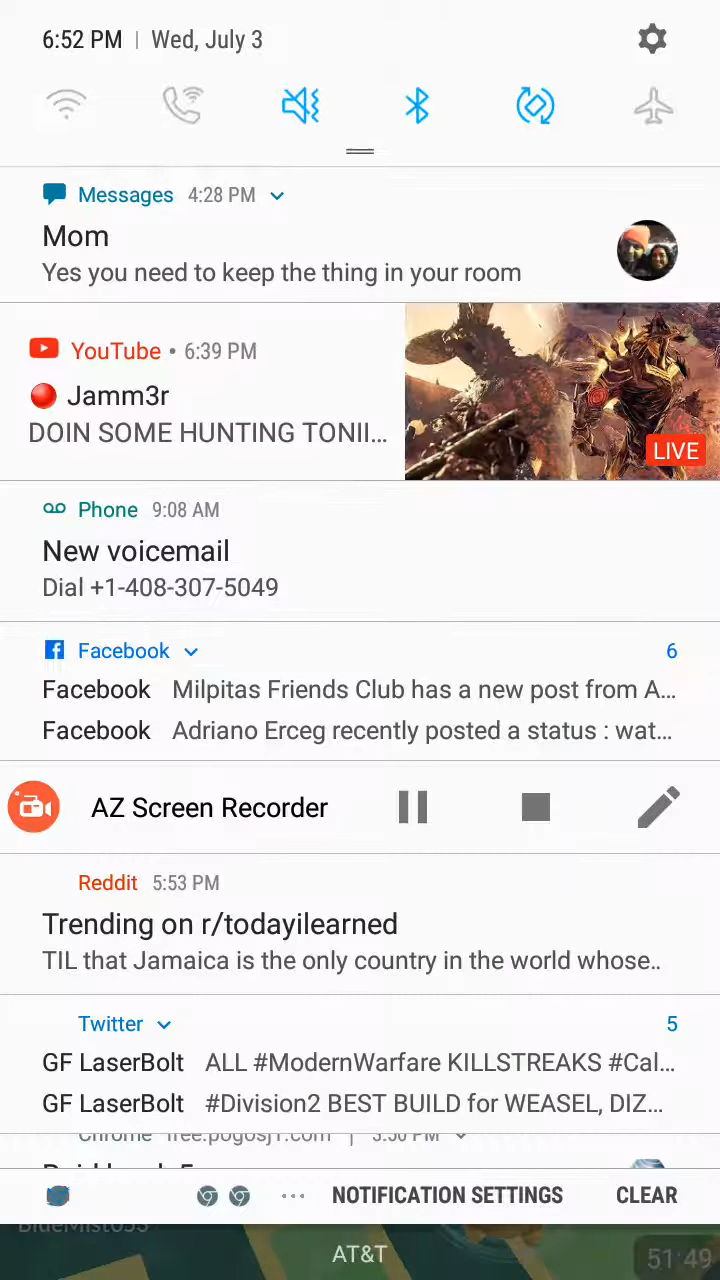 6:52 PM | Wed, July 3
Messages 4:28 PM
Mom
Yes you need to keep the thing in your room
YouTube • 6:39 PM
Jamm3r
DOIN SOME HUNTING TONII...
LIVE
Phone 9:08 AM
New voicemail
Dial +1-408-307-5049
Facebook 6
Facebook Milpitas Friends Club has a new post from A...
Facebook Adriano Erceg recently posted a status : wat...
AZ Screen Recorder
Reddit 5:53 PM
Trending on r/todayilearned
TIL that Jamaica is the only country in the world whose..
Twitter 5
GF LaserBolt ALL #ModernWarfare KILLSTREAKS #Cal...
GF LaserBolt #Division2 BEST BUILD for WEASEL, DIZ...
Chrome
NOTIFICATION SETTINGS CLEAR
AT&T
51:49